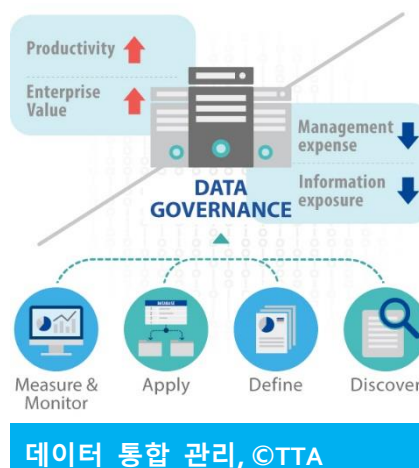 Productivity
Enterprise
Value
Management
expense
Information
exposure
DATA
GOVERNANCE
Measure &
Monitor
Apply
Define
Discover
데이터 통합 관리, ©TTA